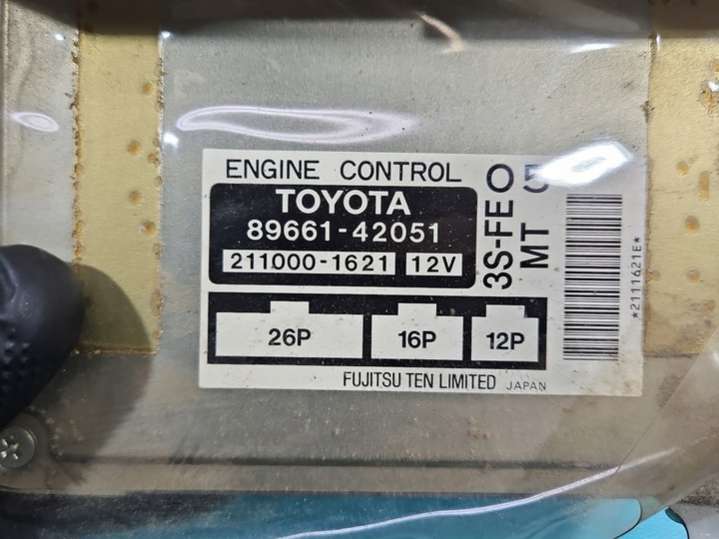 ENGINE CONTROL
TOYOTA
89661-42051
211000-1621 12V
05
3S-FE
MT
*2111621E*
26P 16P 12P
FUJITSU TEN LIMITED JAPAN